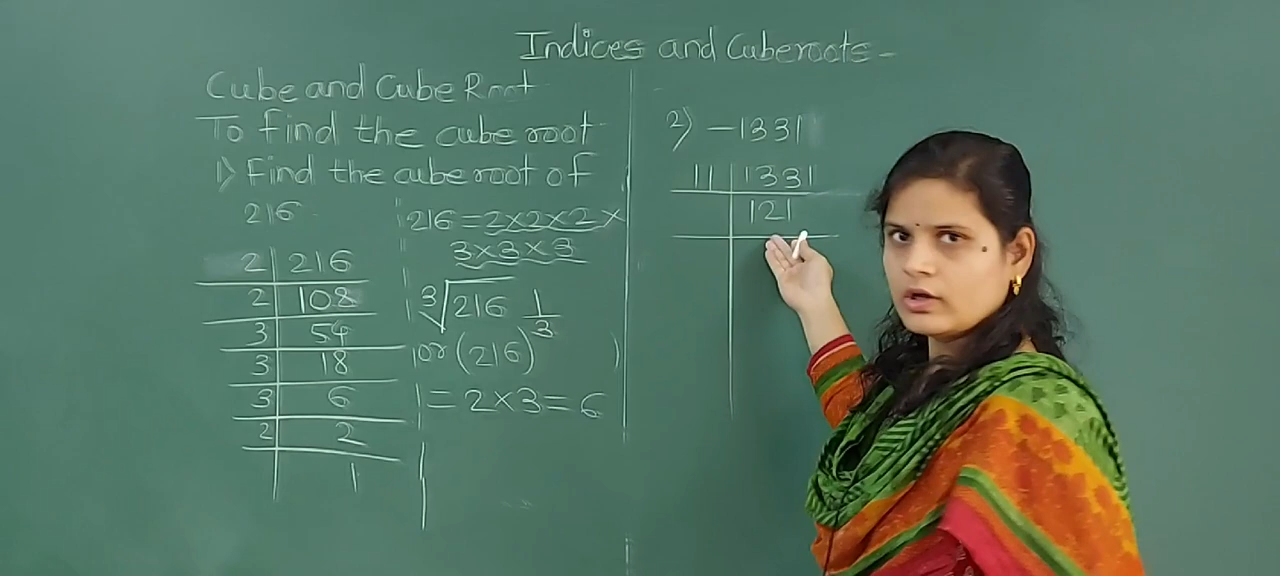 Indices and Cuberoots-
Cube and Cube Root
To find the cube root
1) Find the cuberoot of
216
2 | 216
2 | 108
3 | 54
3 | 18
3 | 6
2 | 2
1
216 = 2×2×2×
3×3×3
∛216
or (216)^1/3
= 2×3 = 6
2) -1331
11 | 1331
121